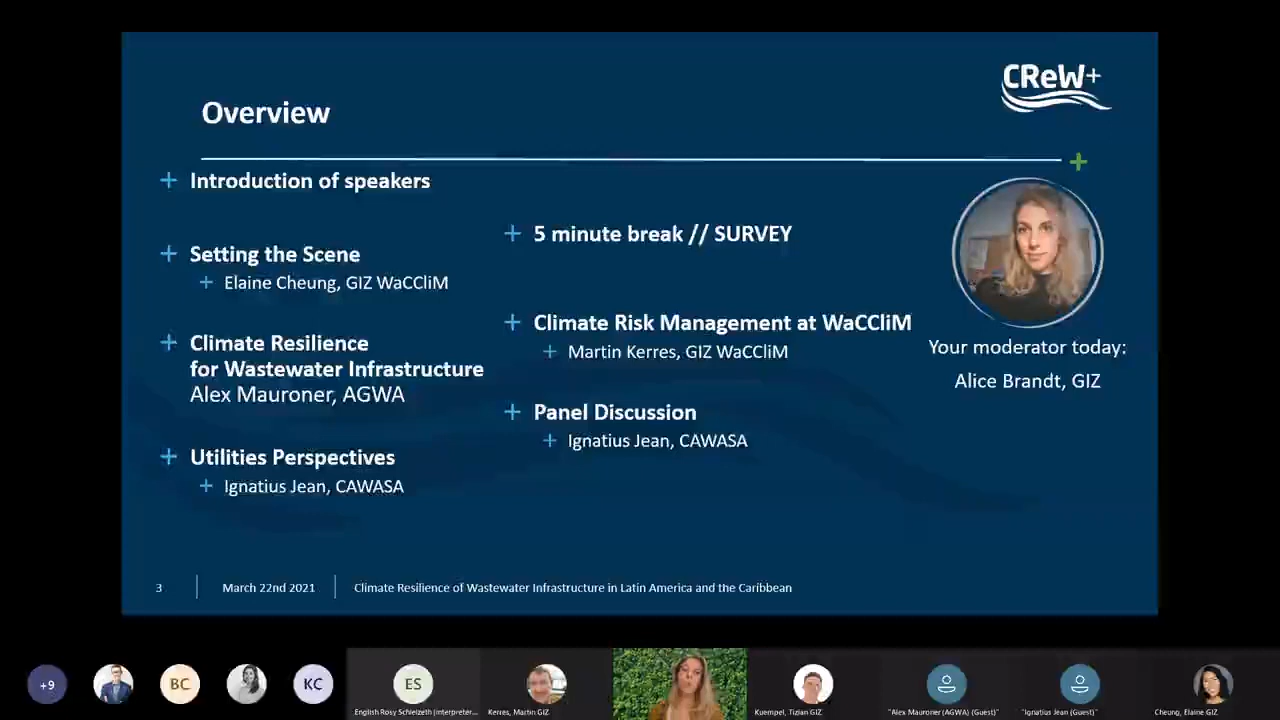 CReW+
Overview
+ Introduction of speakers
+ Setting the Scene
+ Elaine Cheung, GIZ WaCCliM
+ Climate Resilience
for Wastewater Infrastructure
Alex Mauroner, AGWA
+ Utilities Perspectives
+ Ignatius Jean, CAWASA
+ 5 minute break // SURVEY
+ Climate Risk Management at WaCCliM
+ Martin Kerres, GIZ WaCCliM
+ Panel Discussion
+ Ignatius Jean, CAWASA
Your moderator today:
Alice Brandt, GIZ
3 | March 22nd 2021 | Climate Resilience of Wastewater Infrastructure in Latin America and the Caribbean
+9
BC
KC
ES
English Rosy Schielzeth (Interpreter...
Kerres, Martin GIZ
Kuempel, Tizian GIZ
"Alex Mauroner (AGWA) (Guest)"
"Ignatius Jean (Guest)"
Cheung, Elaine GIZ